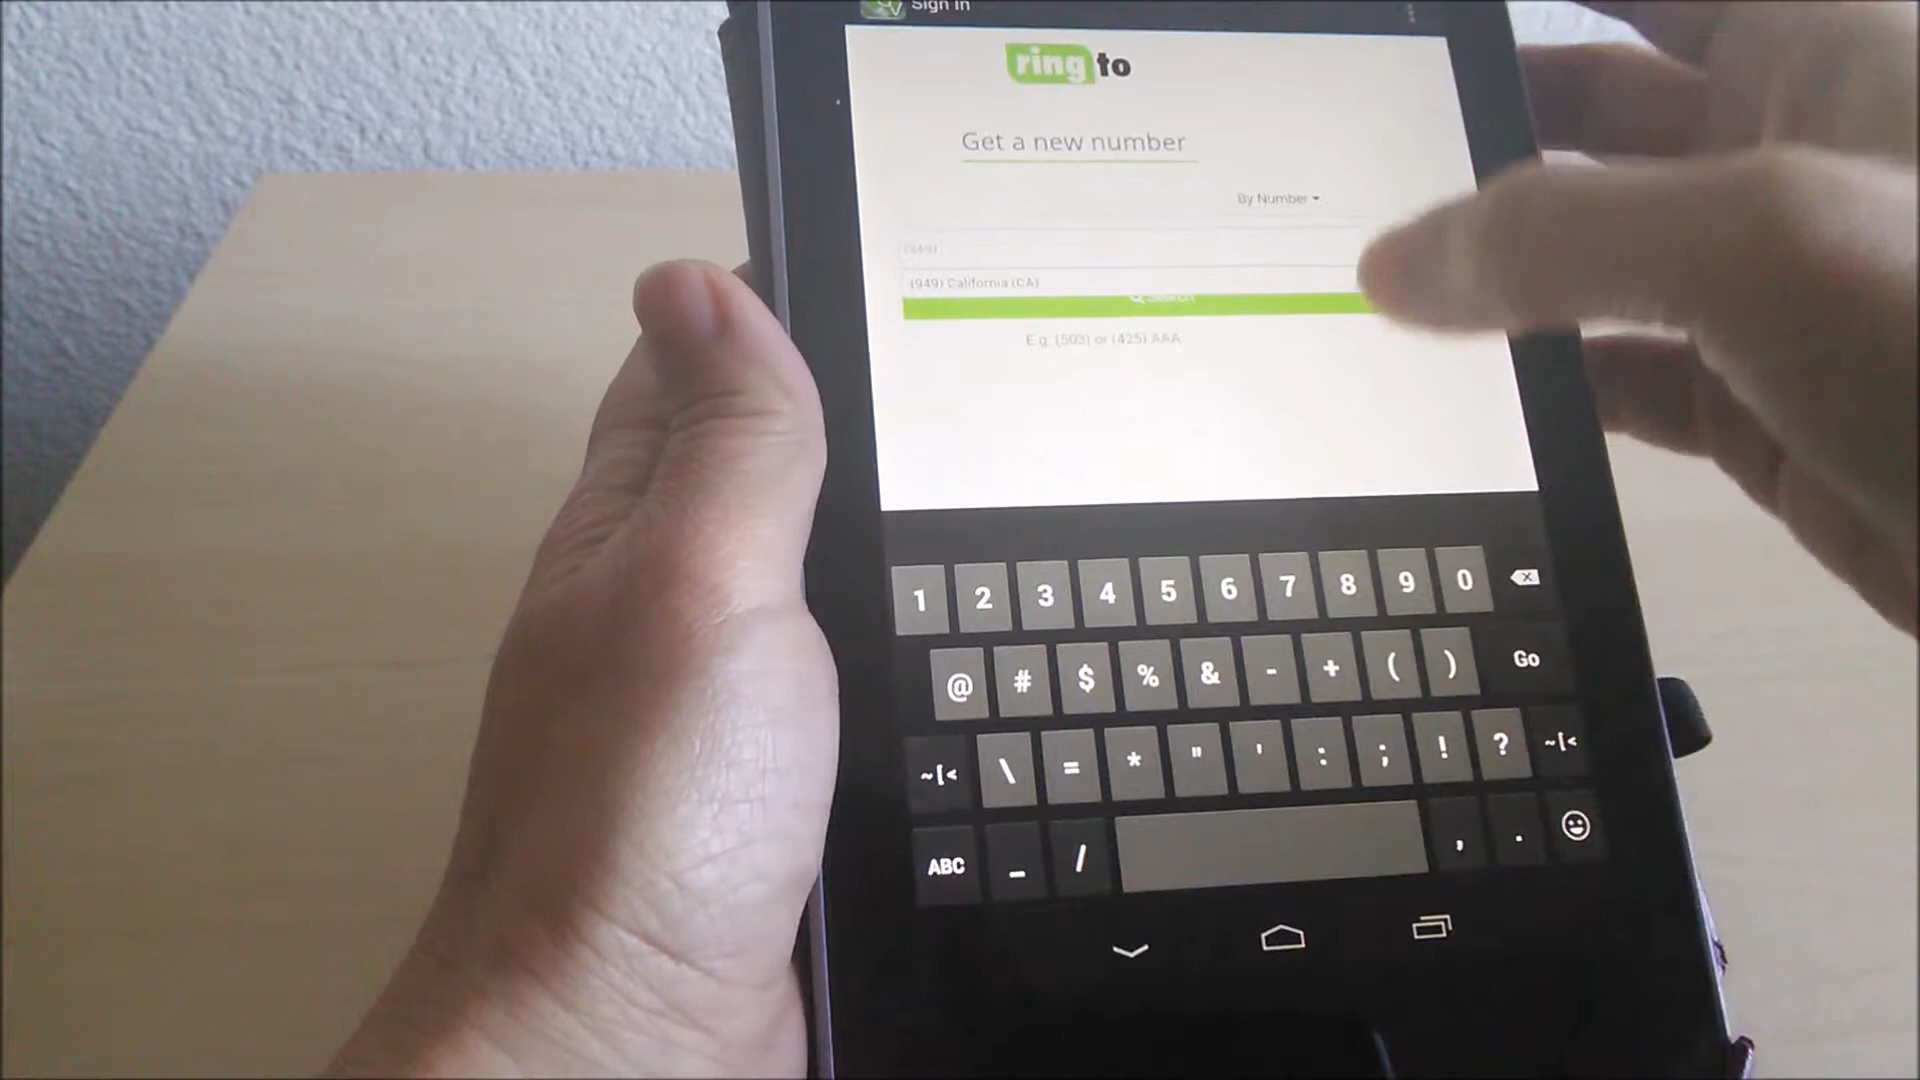 Sign In
ring to
Get a new number
By Number
(949)
(949) California (CA)
Search
E.g. (503) or (425) AAA
1 2 3 4 5 6 7 8 9 0
@ # $ % & - + ( ) Go
~[< \ = * " ' : ; ! ? ~[<
ABC _ / , .